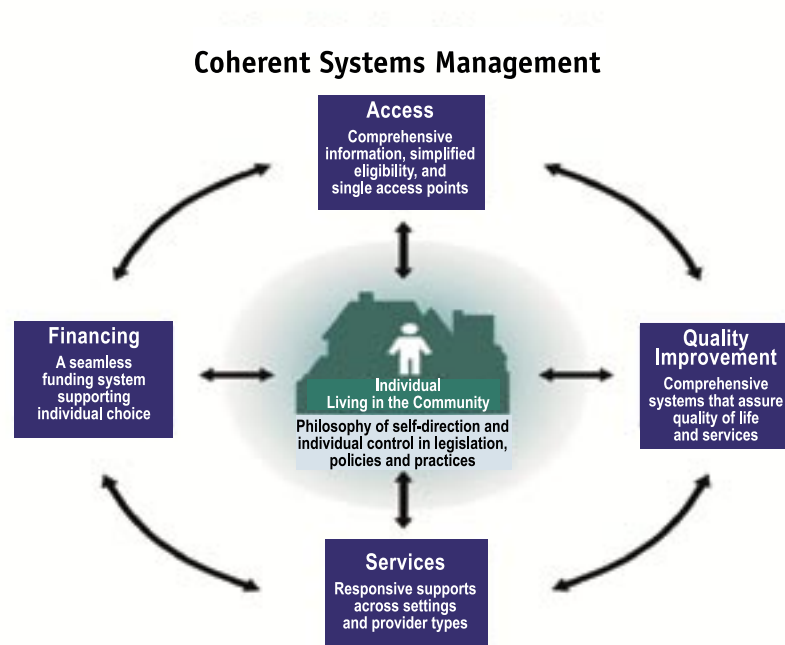 Coherent Systems Management
Access
Comprehensive
information, simplified
eligibility, and
single access points
Financing
A seamless
funding system
supporting
individual choice
Individual
Living in the Community
Philosophy of self-direction and
individual control in legislation,
policies and practices
Quality
Improvement
Comprehensive
systems that assure
quality of life
and services
Services
Responsive supports
across settings
and provider types